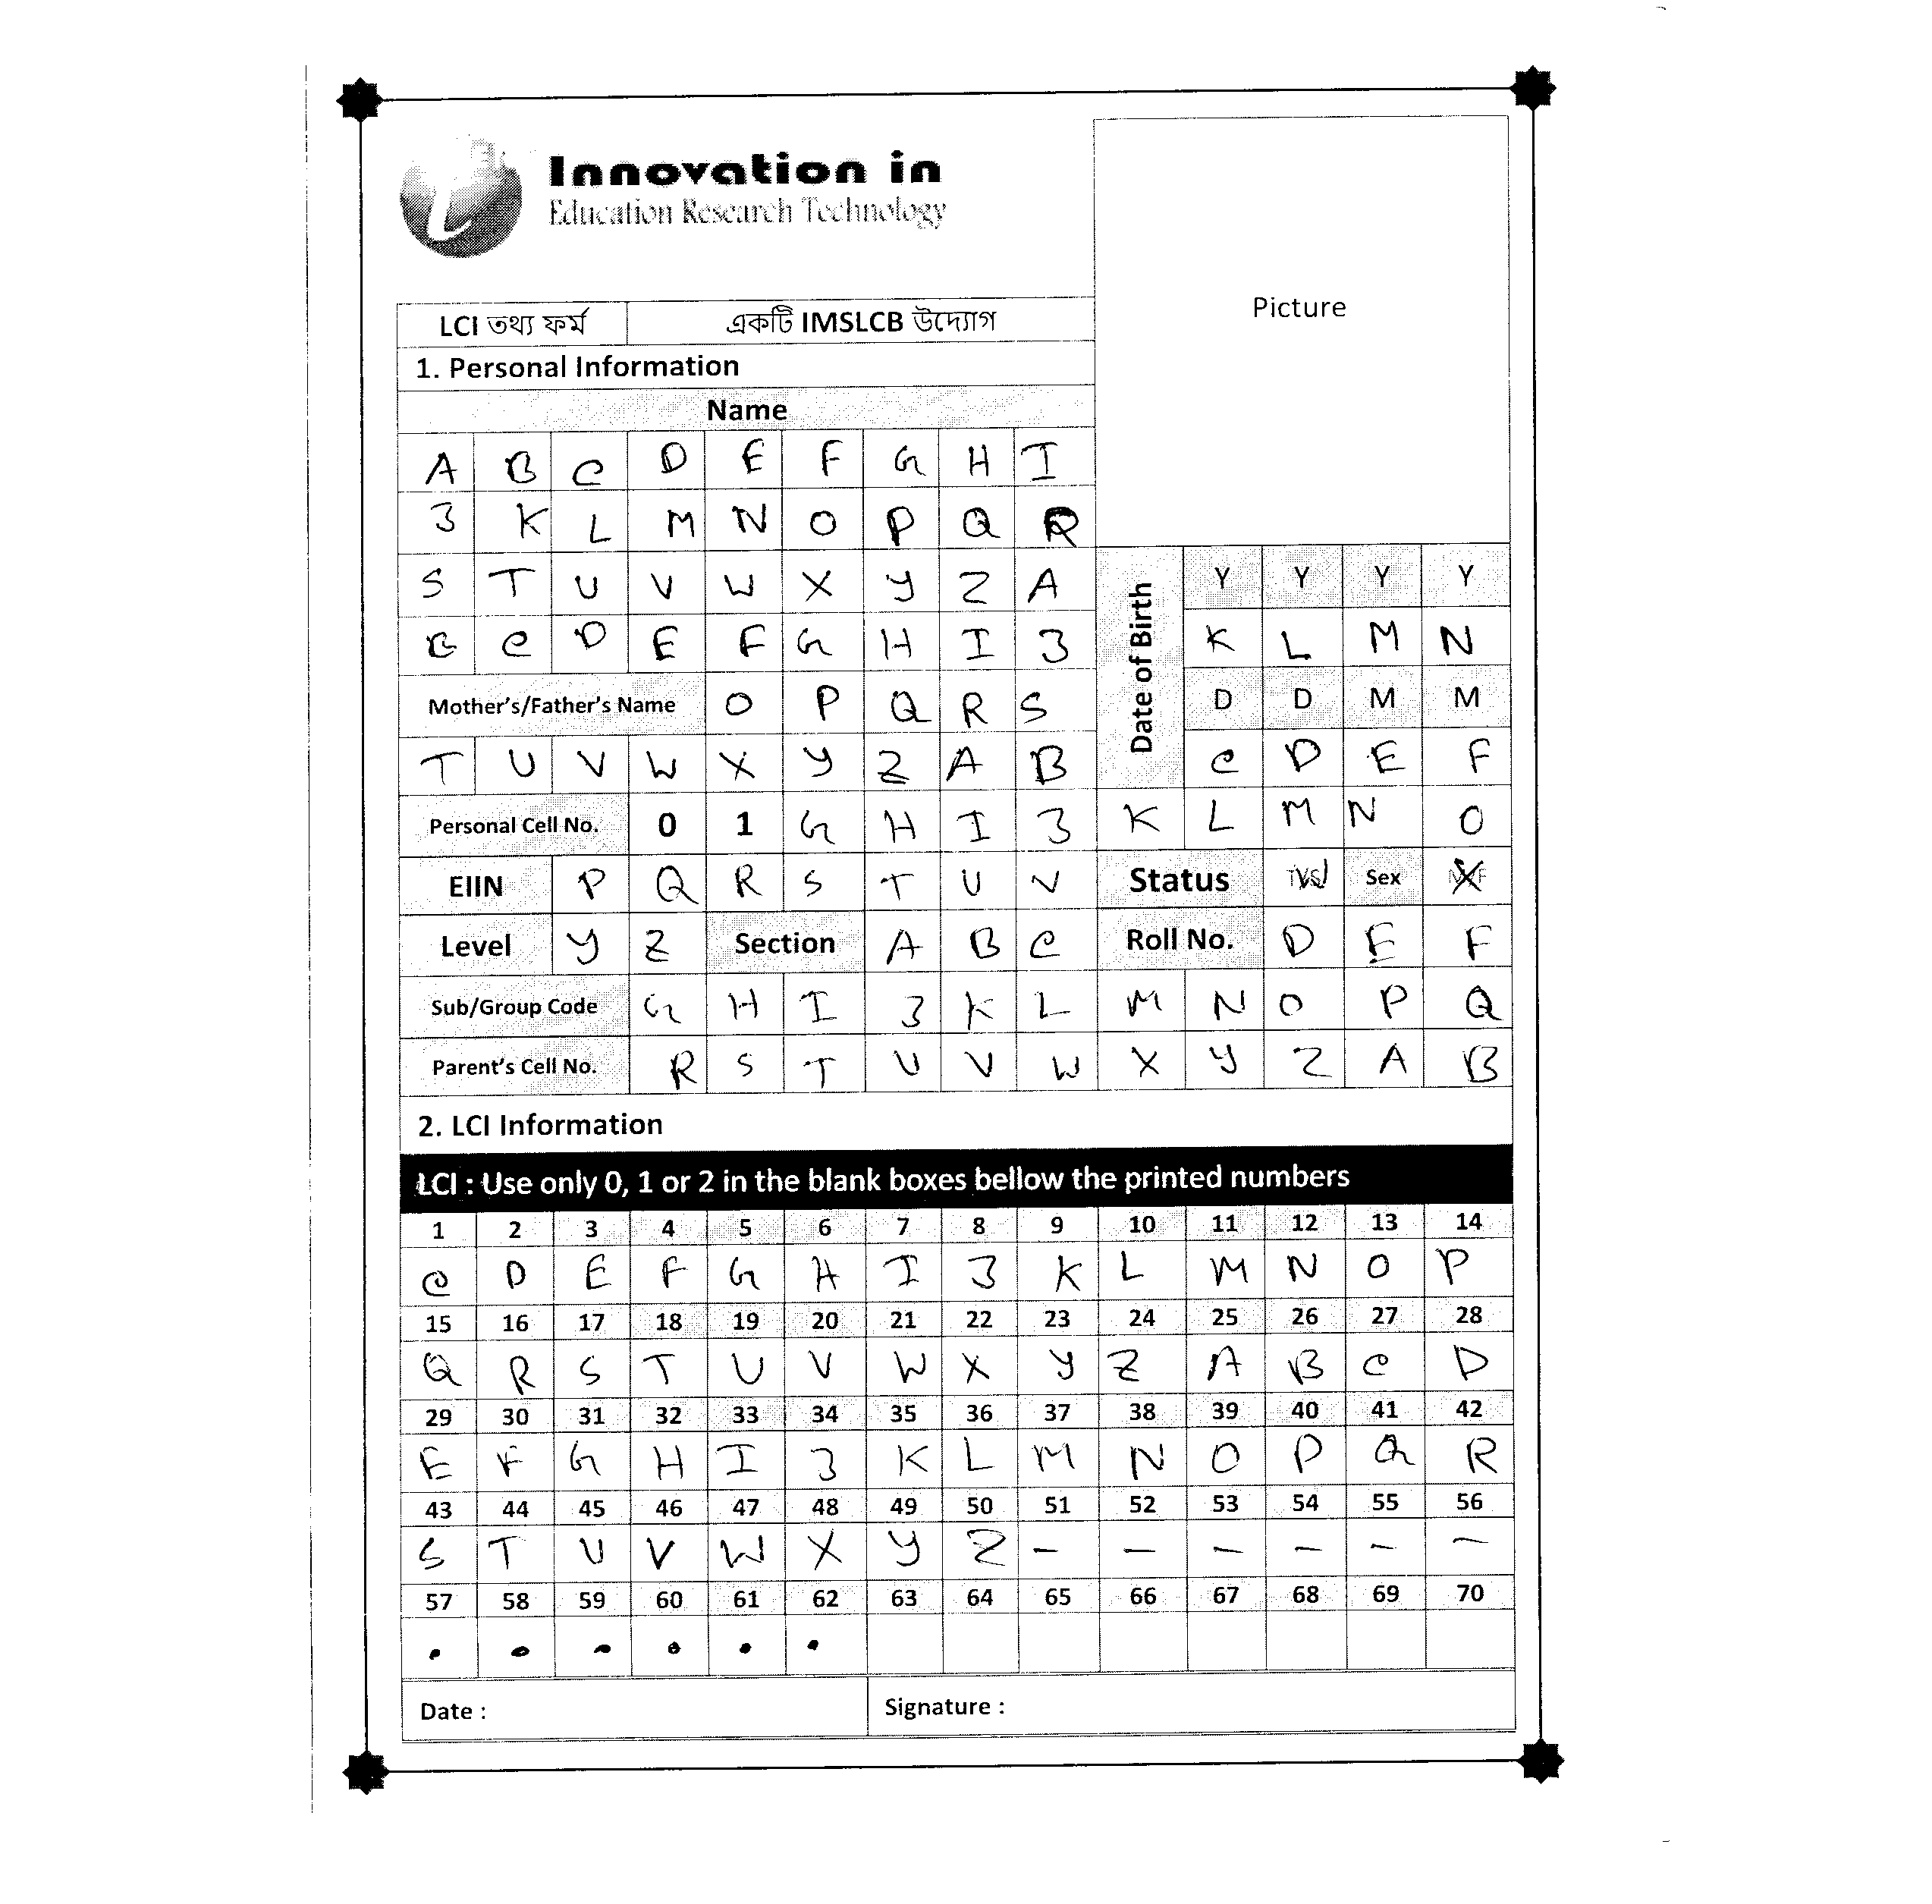 Innovation in
Education Research Technology
Picture
LCI তথ্য ফর্ম একটি IMSLCB উদ্যোগ
1. Personal Information
Name
A B C D E F G H I
J K L M N O P Q R
S T U V W X Y Z A
B C D E F G H I J
Date of Birth
Y Y Y Y
K L M N
D D M M
C D E F
Mother's/Father's Name O P Q R S
T U V W X Y Z A B
Personal Cell No. 0 1 G H I J K L M N O
EIIN P Q R S T U V Status Sex X
Level Y Z Section A B C Roll No. D E F
Sub/Group Code G H I J K L M N O P Q
Parent's Cell No. R S T U V W X Y Z A B
2. LCI Information
LCI : Use only 0, 1 or 2 in the blank boxes bellow the printed numbers
1 2 3 4 5 6 7 8 9 10 11 12 13 14
C D E F G H I J K L M N O P
15 16 17 18 19 20 21 22 23 24 25 26 27 28
Q R S T U V W X Y Z A B C D
29 30 31 32 33 34 35 36 37 38 39 40 41 42
E F G H I J K L M N O P Q R
43 44 45 46 47 48 49 50 51 52 53 54 55 56
S T U V W X Y Z - - - - - -
57 58 59 60 61 62 63 64 65 66 67 68 69 70
. . . . . .
Date : Signature :